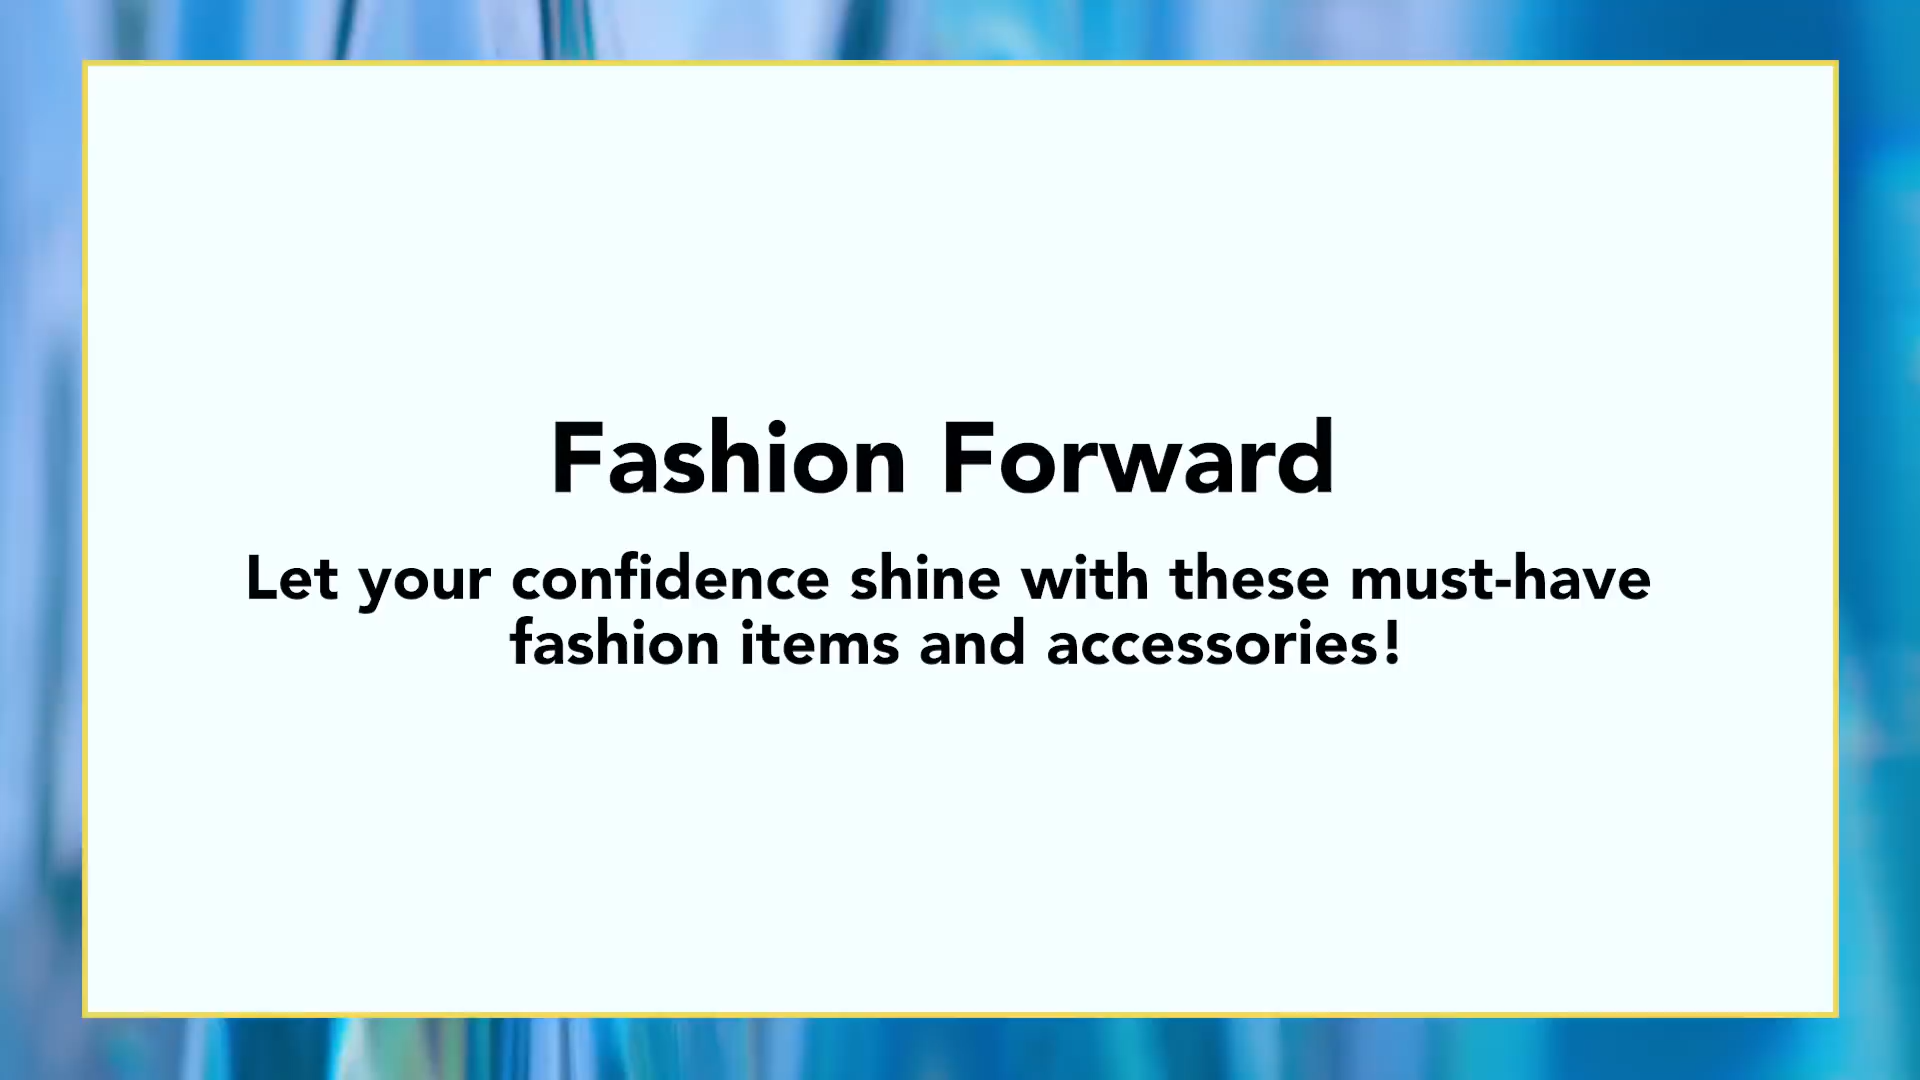 Fashion Forward
Let your confidence shine with these must-have
fashion items and accessories!